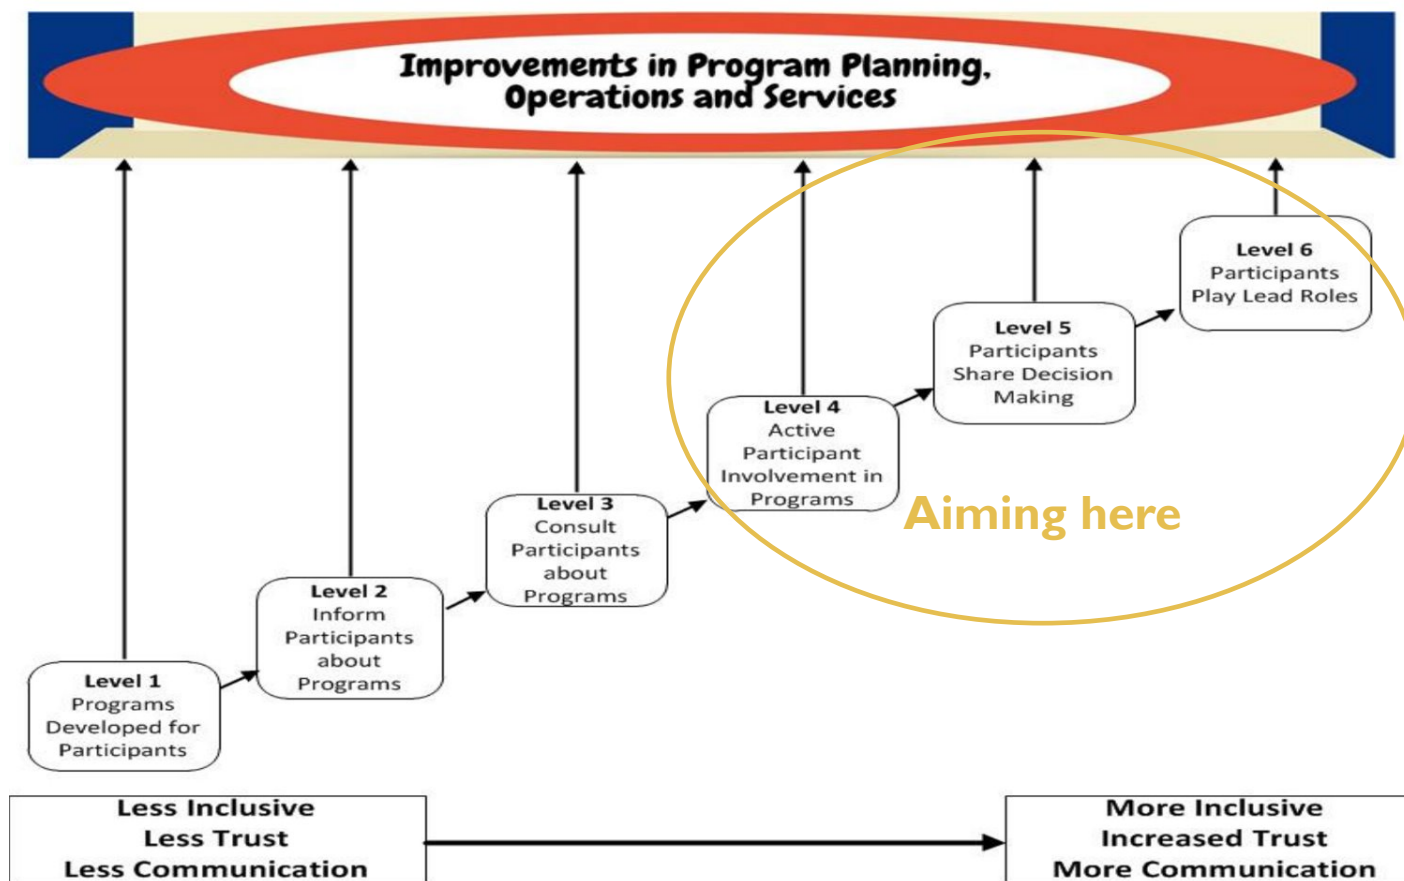 Improvements in Program Planning,
Operations and Services
Level 6
Participants
Play Lead Roles
Level 5
Participants
Share Decision
Making
Level 4
Active
Participant
Involvement in
Programs
Aiming here
Level 3
Consult
Participants
about
Programs
Level 2
Inform
Participants
about
Programs
Level 1
Programs
Developed for
Participants
Less Inclusive
Less Trust
Less Communication
More Inclusive
Increased Trust
More Communication